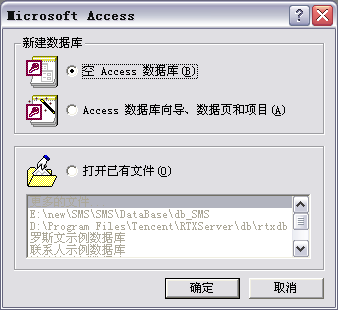 Microsoft Access
新建数据库
空 Access 数据库(B)
Access 数据库向导、数据页和项目(A)
打开已有文件(O)
更多的文件
E:\new\SMS\SMS\DataBase\db_SMS
D:\Program Files\Tencent\RTXServer\db\rtxdb
罗斯文示例数据库
联系人示例数据库
确定
取消